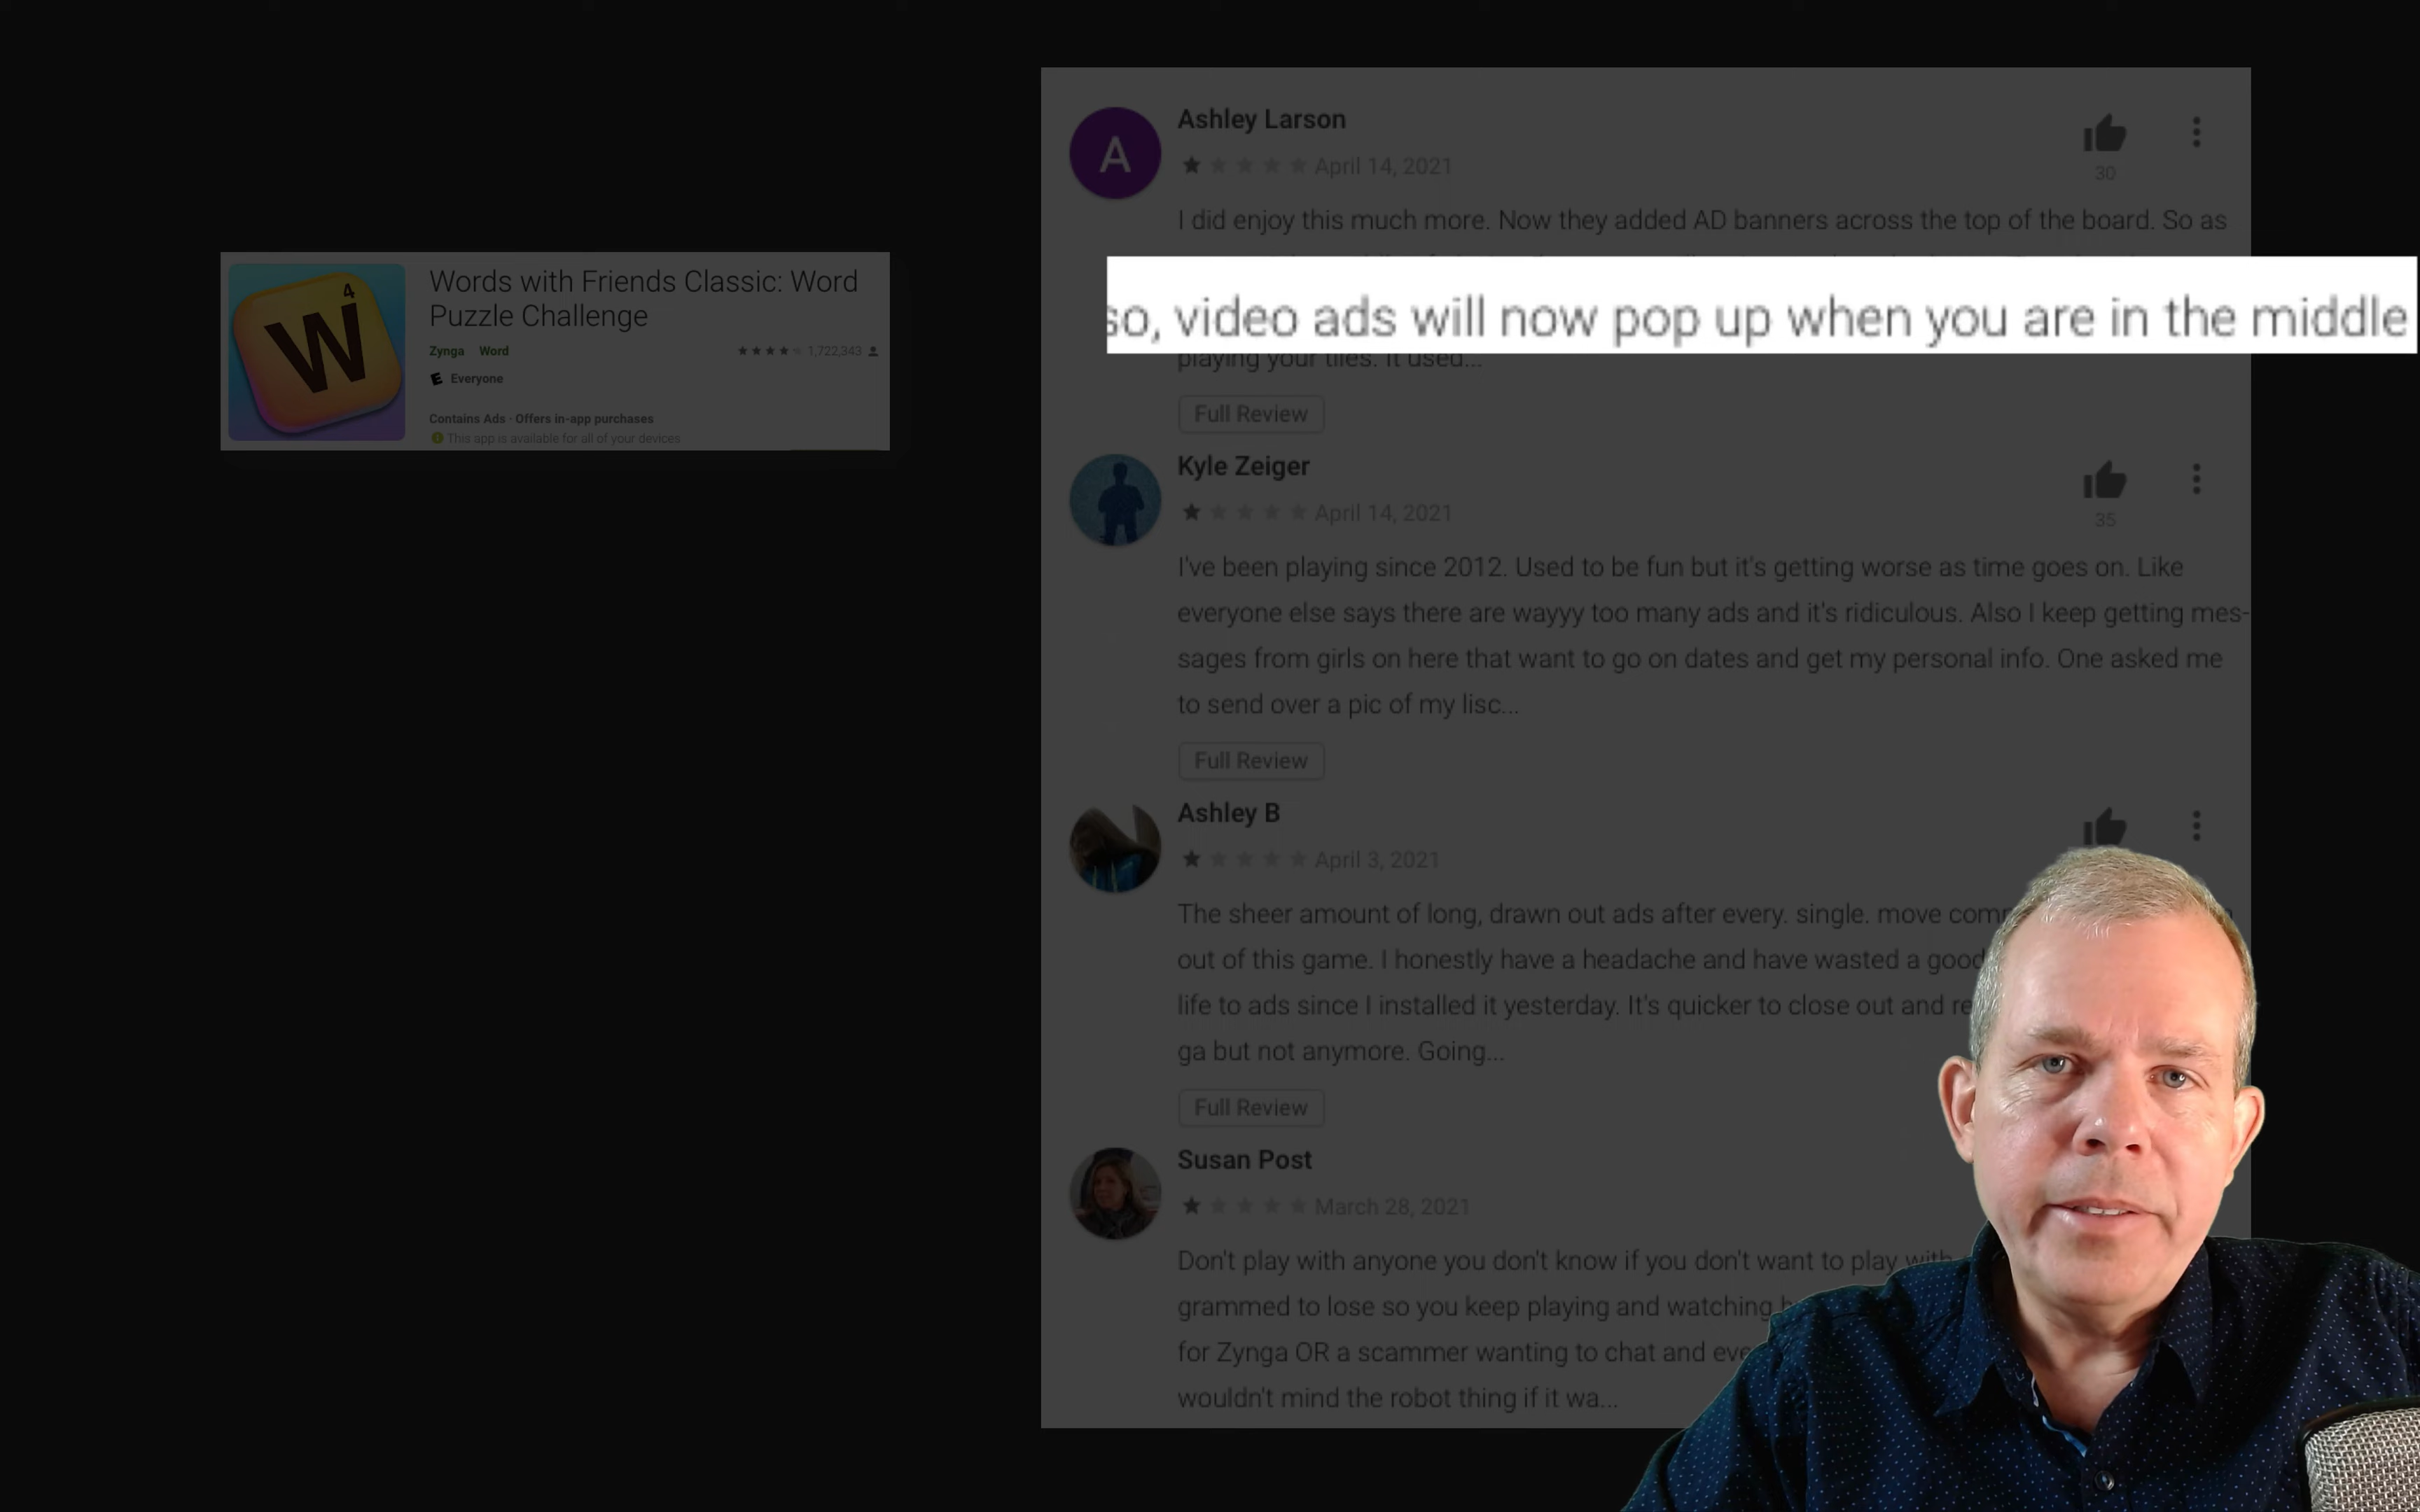 Words with Friends Classic: Word
Puzzle Challenge
Zynga Word
1,722,343
E Everyone
Contains Ads · Offers in-app purchases
This app is available for all of your devices
4
W
A
Ashley Larson
April 14, 2021
30
I did enjoy this much more. Now they added AD banners across the top of the board. So as
so, video ads will now pop up when you are in the middle
playing your tiles. It used...
Full Review
Kyle Zeiger
April 14, 2021
35
I've been playing since 2012. Used to be fun but it's getting worse as time goes on. Like
everyone else says there are wayyy too many ads and it's ridiculous. Also I keep getting mes-
sages from girls on here that want to go on dates and get my personal info. One asked me
to send over a pic of my lisc...
Full Review
Ashley B
April 3, 2021
The sheer amount of long, drawn out ads after every. single. move
out of this game. I honestly have a headache and have wasted a good
life to ads since I installed it yesterday. It's quicker to close out and
ga but not anymore. Going...
Full Review
Susan Post
March 28, 2021
Don't play with anyone you don't know if you don't want to play with
grammed to lose so you keep playing and watching
for Zynga OR a scammer wanting to chat and
wouldn't mind the robot thing if it wa...